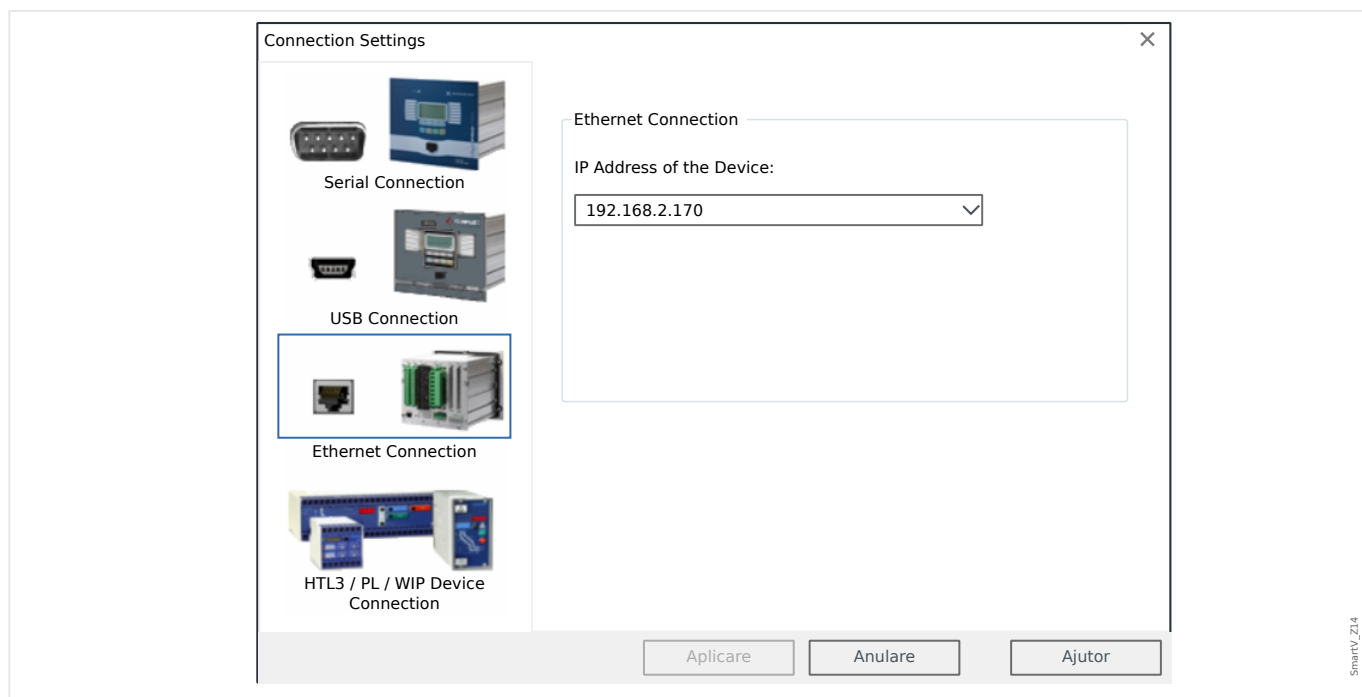 Connection Settings
Serial Connection
USB Connection
Ethernet Connection
HTL3 / PL / WIP Device
Connection
Ethernet Connection
IP Address of the Device:
192.168.2.170
Aplicare
Anulare
Ajutor
SmartV_Z14